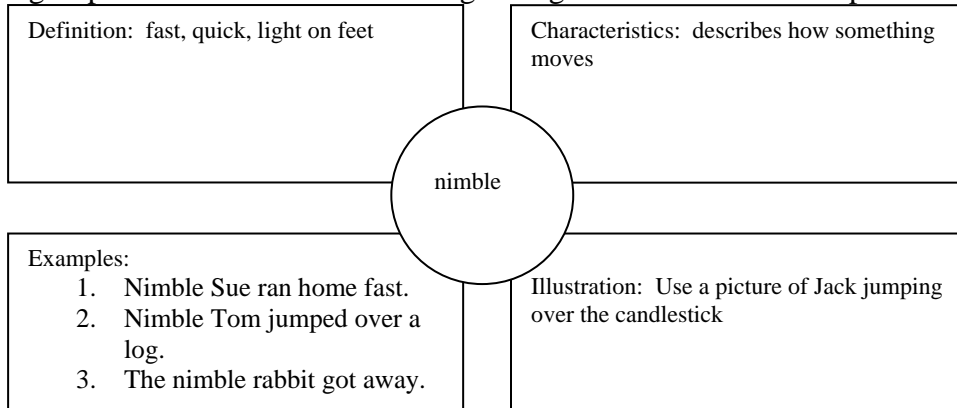 Definition: fast, quick, light on feet
Characteristics: describes how something
moves
nimble
Examples:
1. Nimble Sue ran home fast.
2. Nimble Tom jumped over a
log.
3. The nimble rabbit got away.
Illustration: Use a picture of Jack jumping
over the candlestick